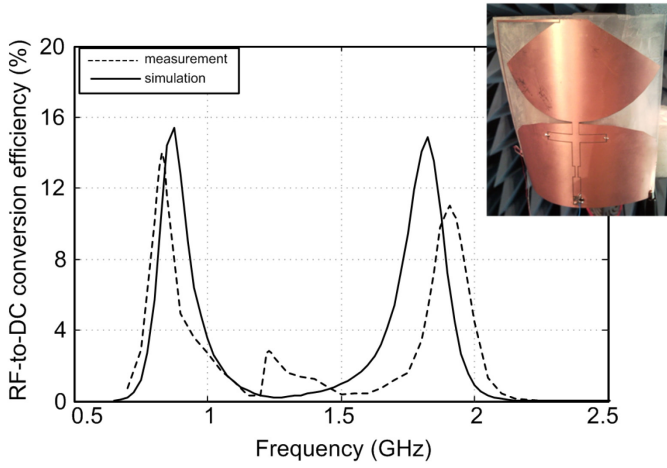 RF-to-DC conversion efficiency (%)
20
16
12
8
4
0
measurement
simulation
0.5
1
1.5
2
2.5
Frequency (GHz)